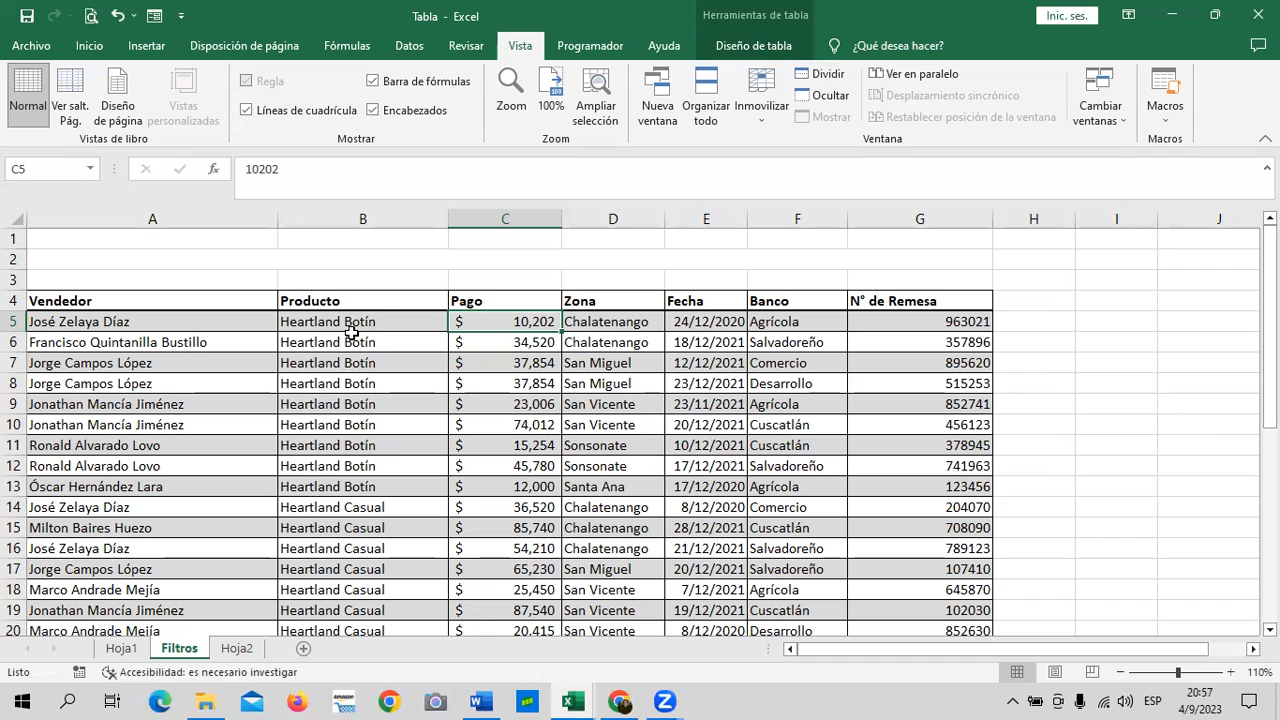 Tabla - Excel
Herramientas de tabla
Inic. ses.
Archivo Inicio Insertar Disposición de página Fórmulas Datos Revisar Vista Programador Ayuda Diseño de tabla ¿Qué desea hacer?
Normal
Ver salt. Pág.
Diseño de página
Vistas personalizadas
Vistas de libro
Regla
Barra de fórmulas
Líneas de cuadrícula
Encabezados
Mostrar
Zoom
100%
Ampliar selección
Zoom
Nueva ventana
Organizar todo
Inmovilizar
Dividir
Ocultar
Mostrar
Ver en paralelo
Desplazamiento sincrónico
Restablecer posición de la ventana
Ventana
Cambiar ventanas
Macros
Macros
C5 fx 10202
A B C D E F G H I J
1
2
3
4 Vendedor Producto Pago Zona Fecha Banco N° de Remesa
5 José Zelaya Díaz Heartland Botín $ 10,202 Chalatenango 24/12/2020 Agrícola 963021
6 Francisco Quintanilla Bustillo Heartland Botín $ 34,520 Chalatenango 18/12/2021 Salvadoreño 357896
7 Jorge Campos López Heartland Botín $ 37,854 San Miguel 12/12/2021 Comercio 895620
8 Jorge Campos López Heartland Botín $ 37,854 San Miguel 23/12/2021 Desarrollo 515253
9 Jonathan Mancía Jiménez Heartland Botín $ 23,006 San Vicente 23/11/2021 Agrícola 852741
10 Jonathan Mancía Jiménez Heartland Botín $ 74,012 San Vicente 20/12/2021 Cuscatlán 456123
11 Ronald Alvarado Lovo Heartland Botín $ 15,254 Sonsonate 10/12/2021 Cuscatlán 378945
12 Ronald Alvarado Lovo Heartland Botín $ 45,780 Sonsonate 17/12/2021 Salvadoreño 741963
13 Óscar Hernández Lara Heartland Botín $ 12,000 Santa Ana 17/12/2020 Agrícola 123456
14 José Zelaya Díaz Heartland Casual $ 36,520 Chalatenango 8/12/2020 Comercio 204070
15 Milton Baires Huezo Heartland Casual $ 85,740 Chalatenango 28/12/2021 Cuscatlán 708090
16 José Zelaya Díaz Heartland Casual $ 54,210 Chalatenango 21/12/2021 Salvadoreño 789123
17 Jorge Campos López Heartland Casual $ 65,230 San Miguel 20/12/2021 Salvadoreño 107410
18 Marco Andrade Mejía Heartland Casual $ 25,450 San Vicente 7/12/2021 Agrícola 645870
19 Jonathan Mancía Jiménez Heartland Casual $ 87,540 San Vicente 19/12/2021 Cuscatlán 102030
20 Marco Andrade Mejía Heartland Casual $ 20,415 San Vicente 8/12/2020 Desarrollo 852630
Hoja1 Filtros Hoja2
Listo Accesibilidad: es necesario investigar 110%
amazon ESP 20:57
4/9/2023